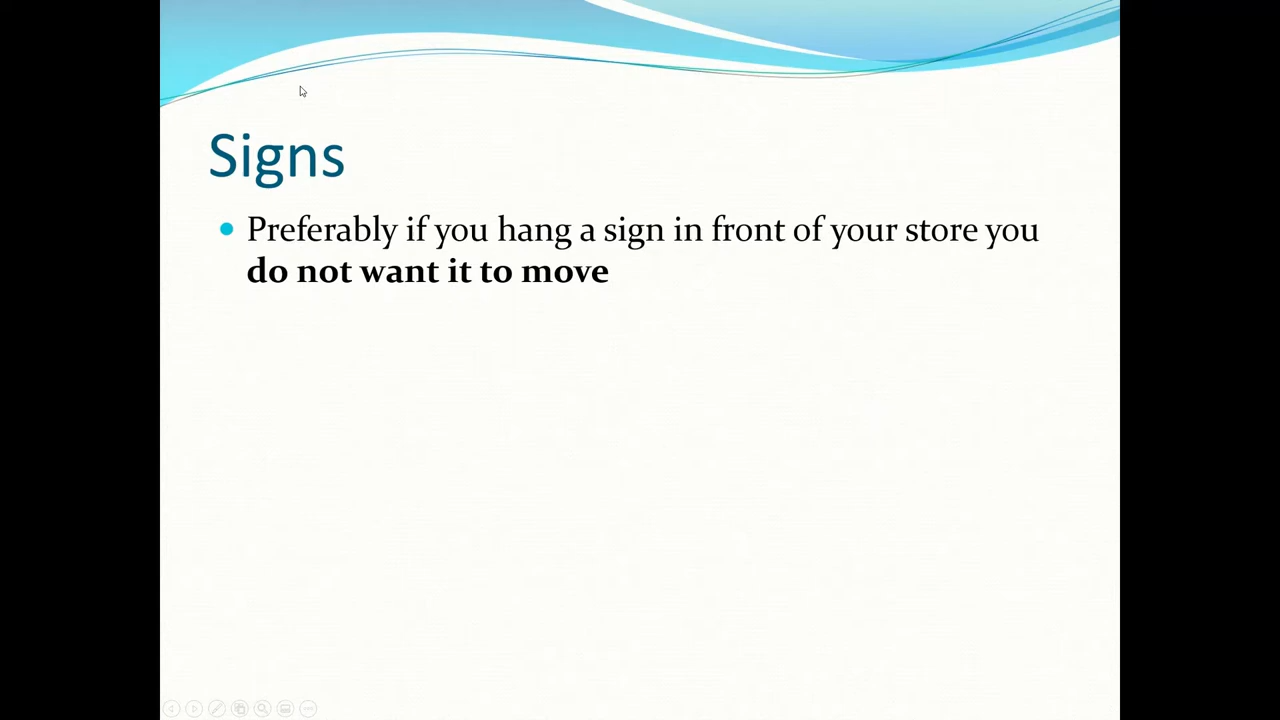 Signs
Preferably if you hang a sign in front of your store you
do not want it to move